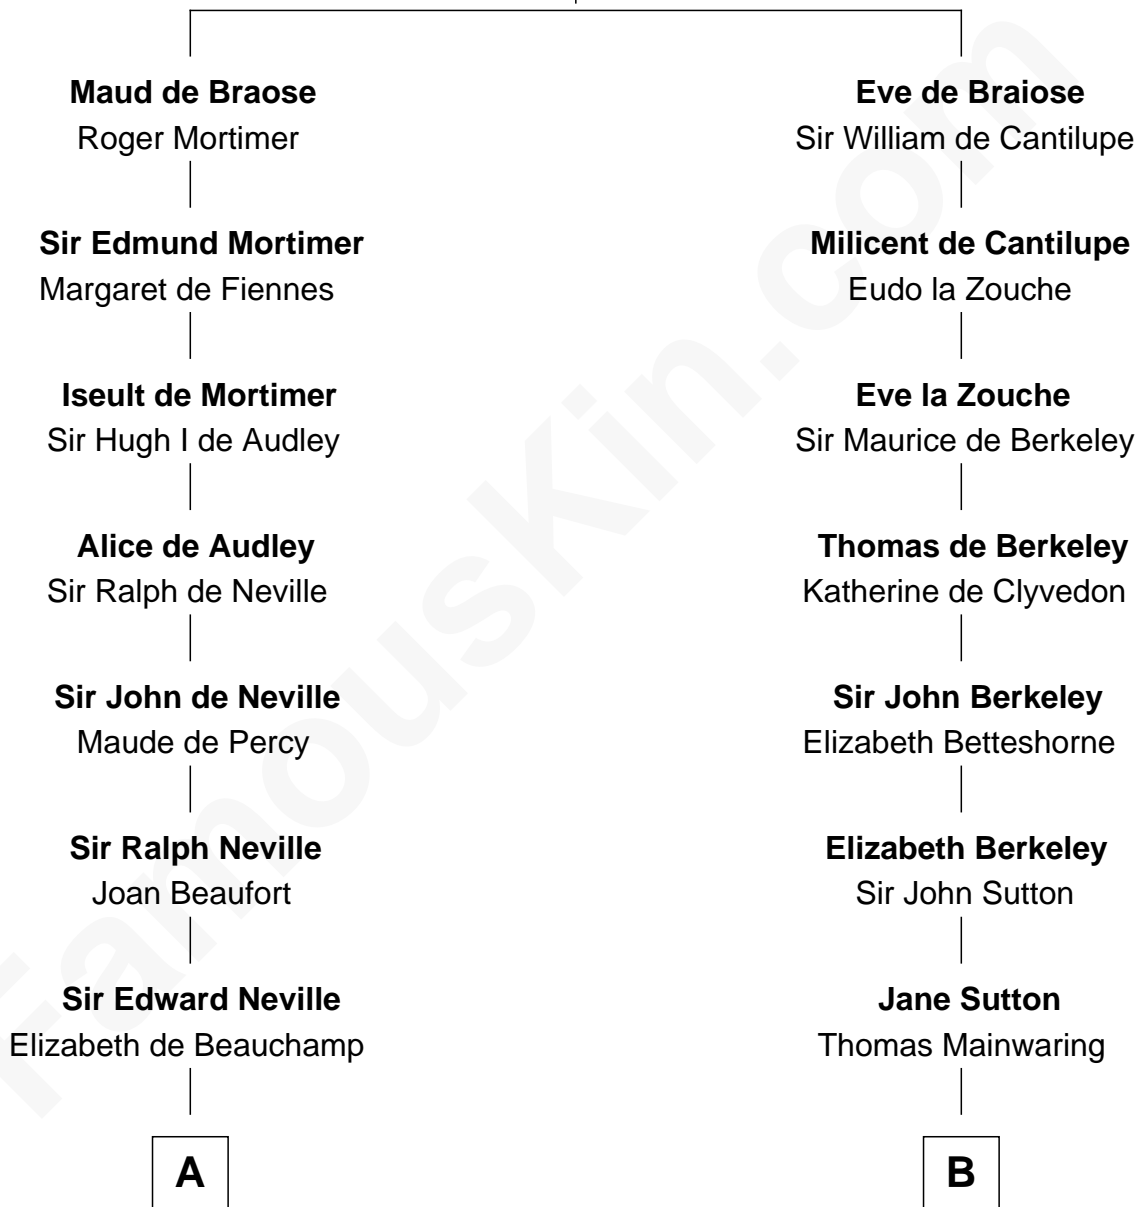 Maud de Braose
Roger Mortimer
Eve de Braiose
Sir William de Cantilupe
Sir Edmund Mortimer
Margaret de Fiennes
Milicent de Cantilupe
Eudo la Zouche
Iseult de Mortimer
Sir Hugh I de Audley
Eve la Zouche
Sir Maurice de Berkeley
Alice de Audley
Sir Ralph de Neville
Thomas de Berkeley
Katherine de Clyvedon
Sir John de Neville
Maude de Percy
Sir John Berkeley
Elizabeth Betteshorne
Sir Ralph Neville
Joan Beaufort
Elizabeth Berkeley
Sir John Sutton
Sir Edward Neville
Elizabeth de Beauchamp
Jane Sutton
Thomas Mainwaring
A
B
FamousKin.com